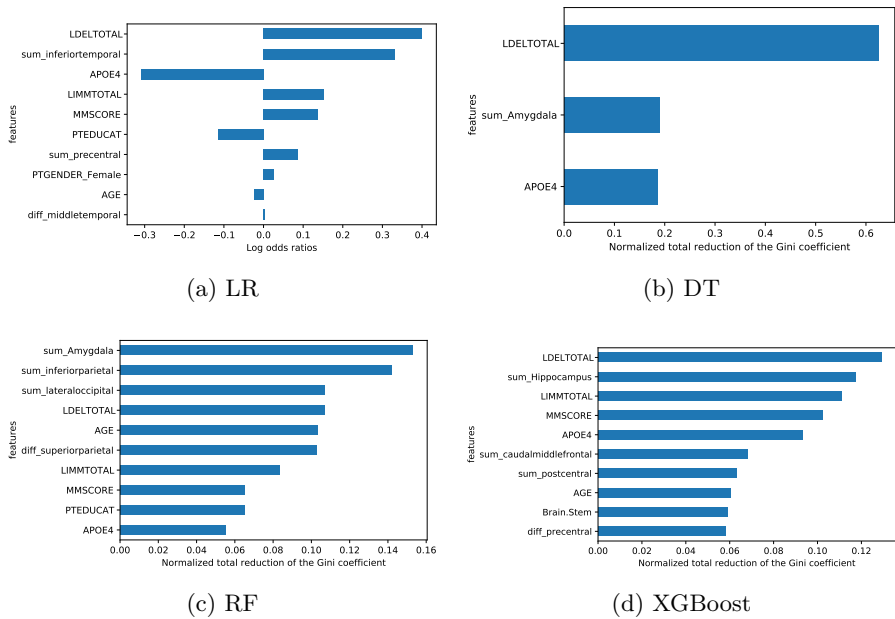 LDELTOTAL
sum_inferiortemporal
APOE4
LIMMTOTAL
MMSCORE
PTEDUCAT
sum_precentral
PTGENDER_Female
AGE
diff_middletemporal
features
−0.3 −0.2 −0.1 0.0 0.1 0.2 0.3 0.4
Log odds ratios
(a) LR
LDELTOTAL
sum_Amygdala
APOE4
features
0.0 0.1 0.2 0.3 0.4 0.5 0.6
Normalized total reduction of the Gini coefficient
(b) DT
sum_Amygdala
sum_inferiorparietal
sum_lateraloccipital
LDELTOTAL
AGE
diff_superiorparietal
LIMMTOTAL
MMSCORE
PTEDUCAT
APOE4
features
0.00 0.02 0.04 0.06 0.08 0.10 0.12 0.14 0.16
Normalized total reduction of the Gini coefficient
(c) RF
LDELTOTAL
sum_Hippocampus
LIMMTOTAL
MMSCORE
APOE4
sum_caudalmiddlefrontal
sum_postcentral
AGE
Brain.Stem
diff_precentral
features
0.00 0.02 0.04 0.06 0.08 0.10 0.12
Normalized total reduction of the Gini coefficient
(d) XGBoost